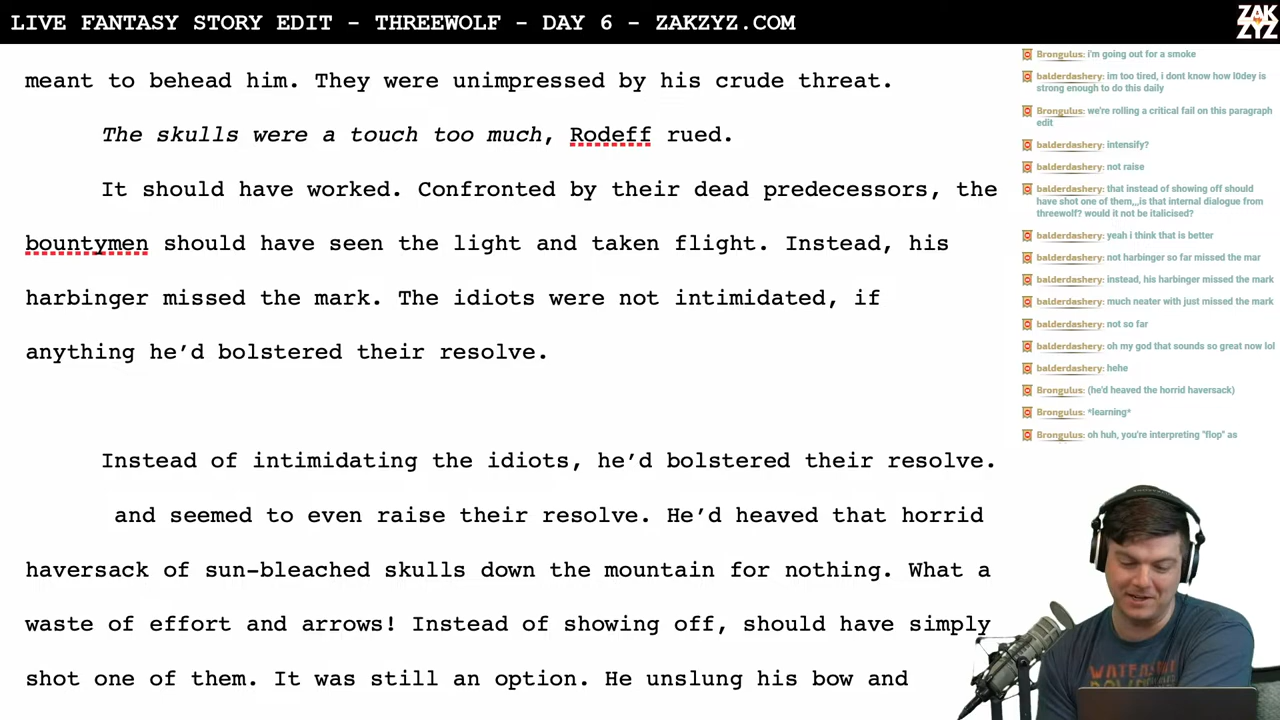 LIVE FANTASY STORY EDIT - THREEWOLF - DAY 6 - ZAKZYZ.COM
ZAK
ZYZ
meant to behead him. They were unimpressed by his crude threat.
The skulls were a touch too much, Rodeff rued.
It should have worked. Confronted by their dead predecessors, the
bountymen should have seen the light and taken flight. Instead, his
harbinger missed the mark. The idiots were not intimidated, if
anything he’d bolstered their resolve.
Instead of intimidating the idiots, he’d bolstered their resolve.
and seemed to even raise their resolve. He’d heaved that horrid
haversack of sun-bleached skulls down the mountain for nothing. What a
waste of effort and arrows! Instead of showing off, should have simply
shot one of them. It was still an option. He unslung his bow and
Brongulus: i'm going out for a smoke
balderdashery: im too tired, i dont know how l0dey is
strong enough to do this daily
Brongulus: we're rolling a critical fail on this paragraph
edit
balderdashery: intensify?
balderdashery: not raise
balderdashery: that instead of showing off should
have shot one of them,,,is that internal dialogue from
threewolf? would it not be italicised?
balderdashery: yeah i think that is better
balderdashery: not harbinger so far missed the mar
balderdashery: instead, his harbinger missed the mark
balderdashery: much neater with just missed the mark
balderdashery: not so far
balderdashery: oh my god that sounds so great now lol
balderdashery: hehe
Brongulus: (he'd heaved the horrid haversack)
Brongulus: *learning*
Brongulus: oh huh, you're interpreting "flop" as